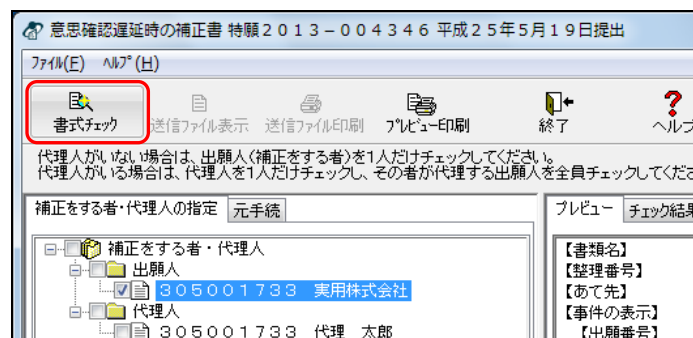 意思確認遅延時の補正書 特願２０１３－００４３４６ 平成２５年５月１９日提出
ﾌｧｲﾙ(F) ﾍﾙﾌﾟ(H)
書式ﾁｪｯｸ 送信ﾌｧｲﾙ表示 送信ﾌｧｲﾙ印刷 ﾌﾟﾚﾋﾞｭｰ印刷 終了 ヘルプ
代理人がいない場合は、出願人(補正をする者)を1人だけチェックしてください。
代理人がいる場合は、代理人を1人だけチェックし、その者が代理する出願人を全員チェックしてくださ
補正をする者・代理人の指定 元手続 プレビュー チェック結果
補正をする者・代理人 【書類名】
出願人 【整理番号】
３０５００１７３３ 実用株式会社 【あて先】
代理人 【事件の表示】
３０５００１７３３ 代理 太郎 【出願番号】